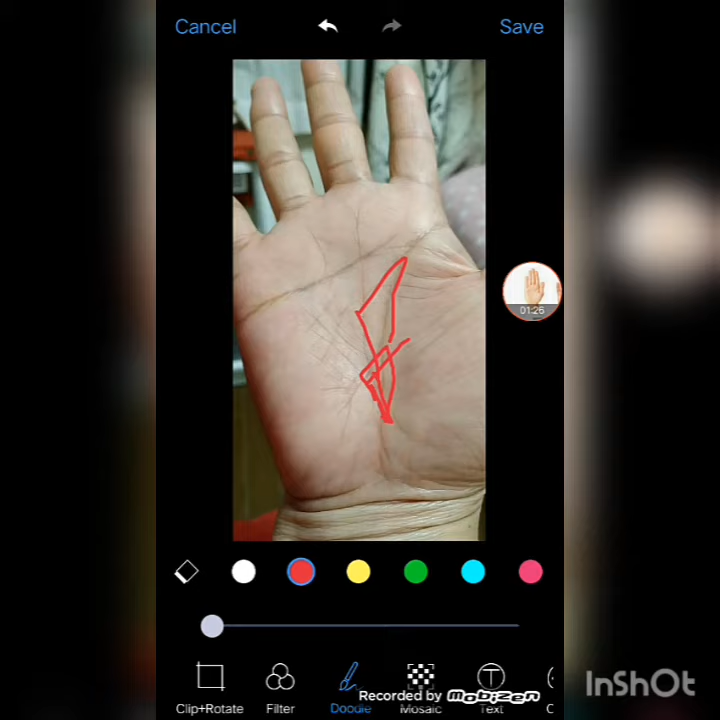 Cancel
Save
01:26
Clip+Rotate
Filter
Doodle
Mosaic
Text
Recorded by mobizen
InShOt